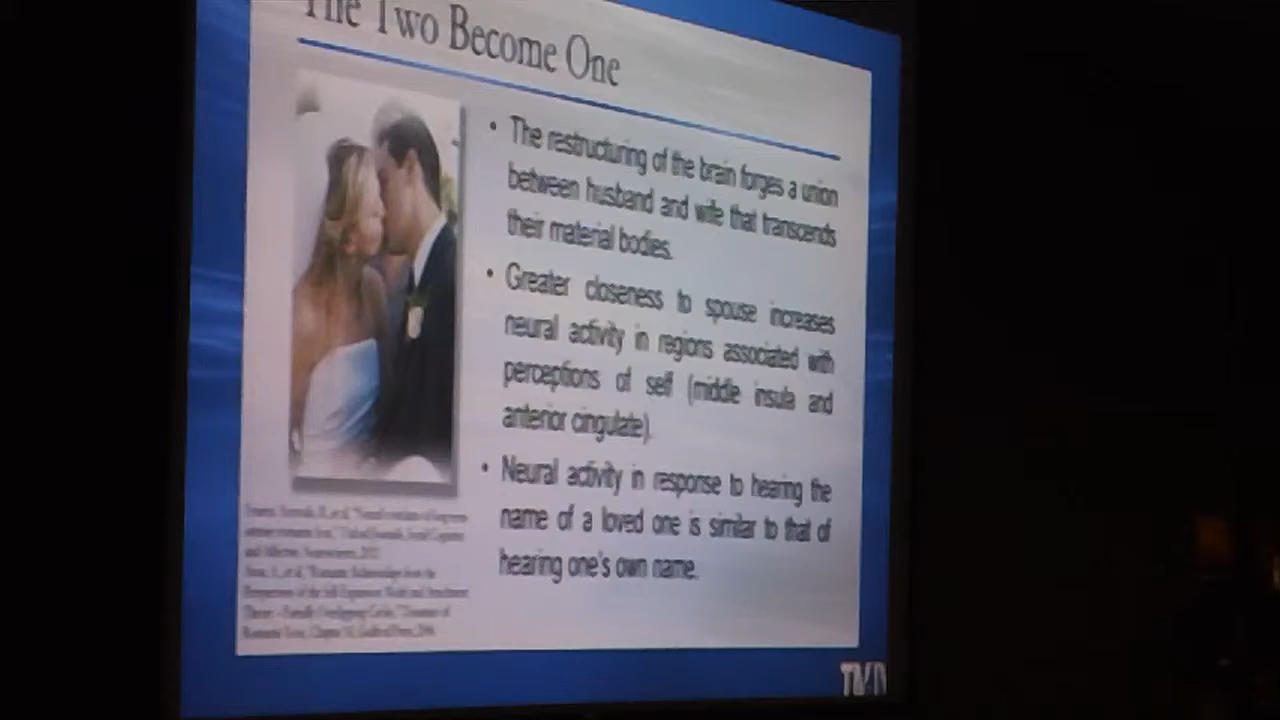 The Two Become One
• The restructuring of the brain forges a union
between husband and wife that transcends
their material bodies.
• Greater closeness to spouse increases
neural activity in regions associated with
perceptions of self (middle insula and
anterior cingulate).
• Neural activity in response to hearing the
name of a loved one is similar to that of
hearing one's own name.